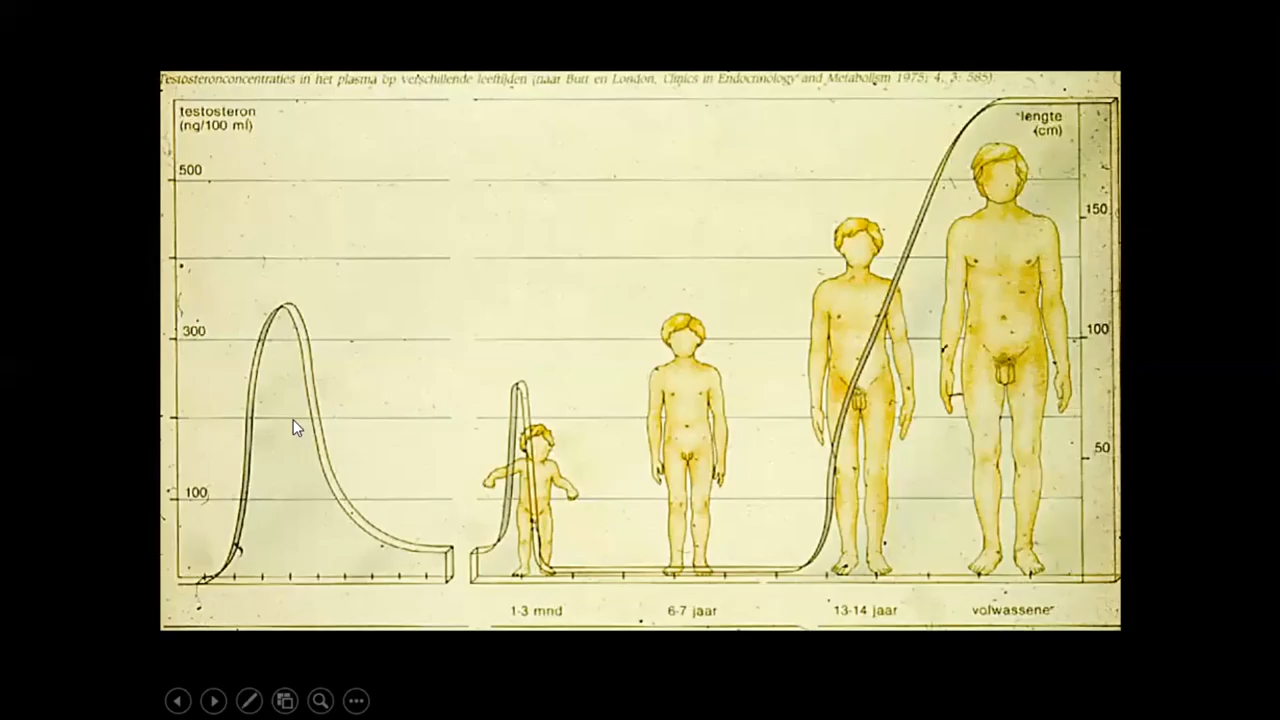 Testosteronconcentraties in het plasma op verschillende leeftijden (naar Burt en London, Clinics in Endocrinology and Metabolism 1975; 4, 3: 585)
testosteron
(ng/100 ml)
lengte
(cm)
500
150
300
100
50
100
1-3 mnd
6-7 jaar
13-14 jaar
volwassene